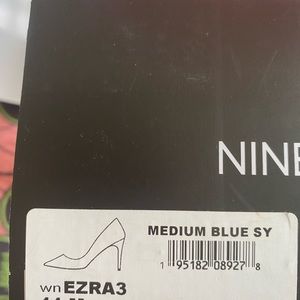 NINE
MEDIUM BLUE SY
1 95182 08927 8
wn EZRA3